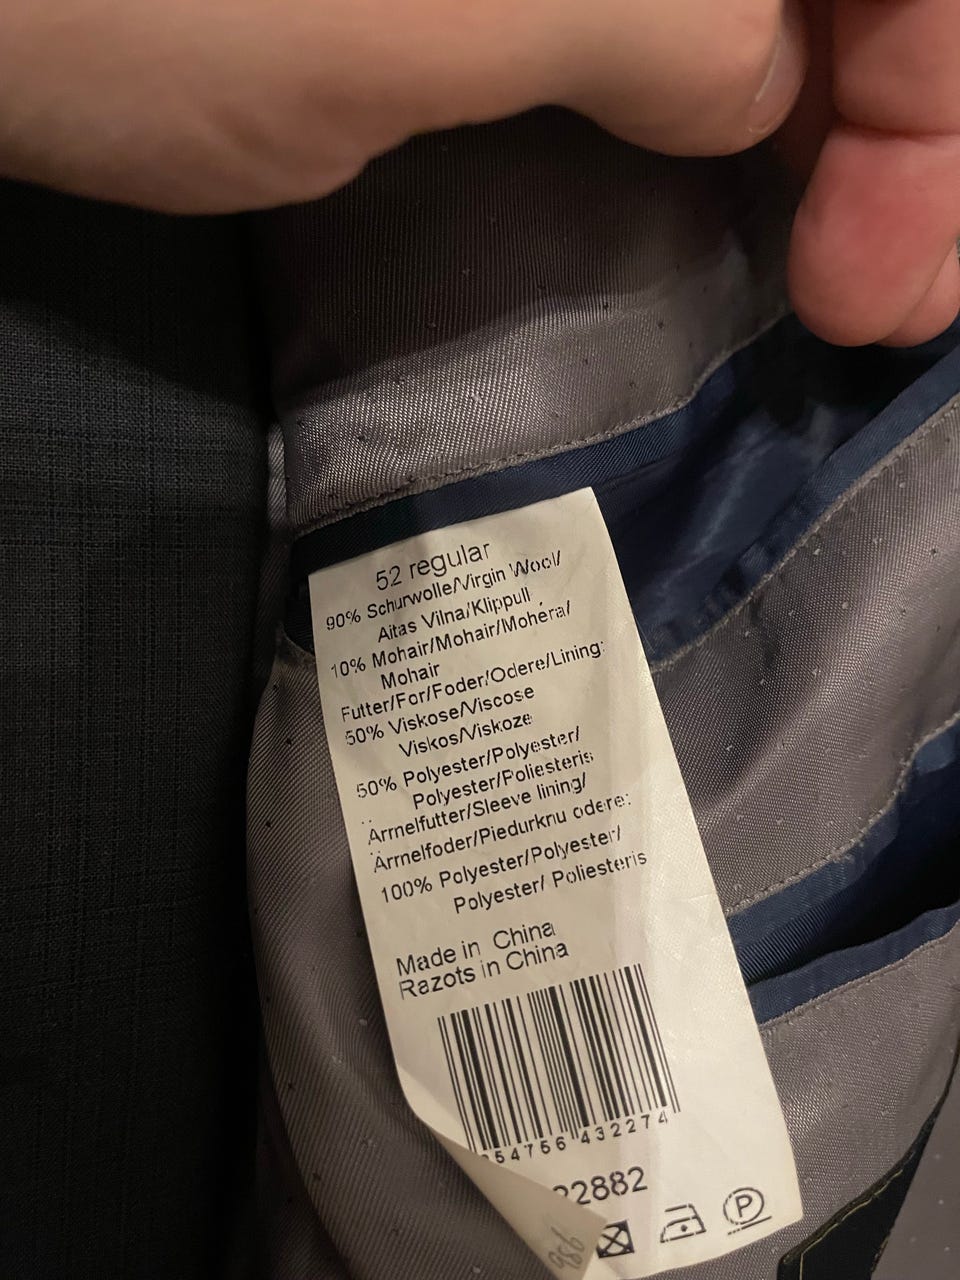 52 regular
90% Schurwolle/Virgin Wool/
Aitas Vilna/Klippull
10% Mohair/Mohair/Mohēra/
Mohair
Futter/For/Foder/Odere/Lining:
50% Viskose/Viscose
Viskos/Viskoze
50% Polyester/Polyester/
Polyester/Poliesteris
Ärmelfutter/Sleeve lining/
Ärmelfoder/Piedurknu odere:
100% Polyester/Polyester/
Polyester/ Poliesteris
Made in China
Razots in China
54756 432274
22882
P